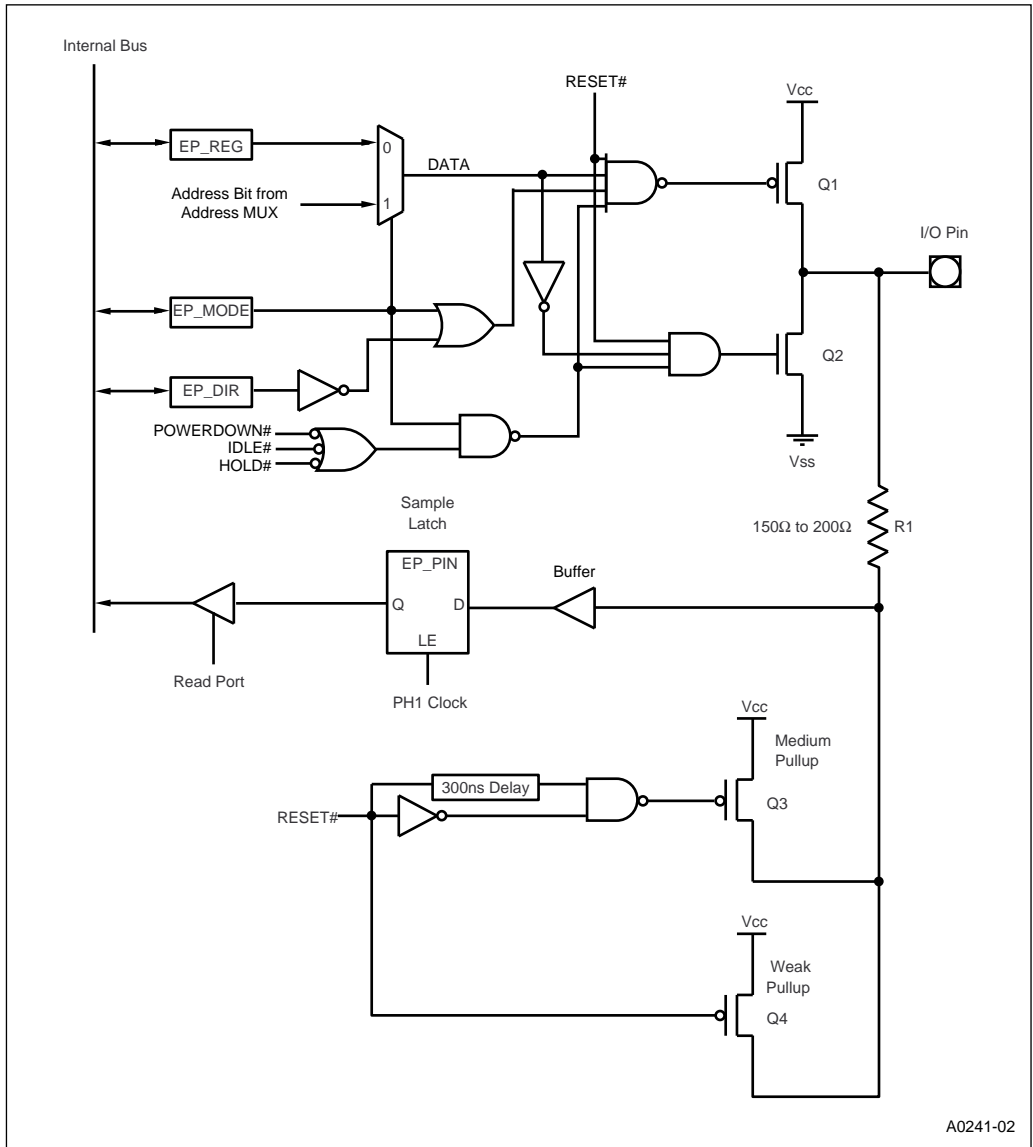 Internal Bus
RESET#
Vcc
EP_REG
0
DATA
Q1
Address Bit from
Address MUX
1
I/O Pin
EP_MODE
Q2
EP_DIR
POWERDOWN#
IDLE#
HOLD#
Vss
Sample
Latch
150Ω to 200Ω
R1
EP_PIN
Buffer
Q
D
LE
Read Port
PH1 Clock
Vcc
Medium
Pullup
300ns Delay
Q3
RESET#
Vcc
Weak
Pullup
Q4
A0241-02